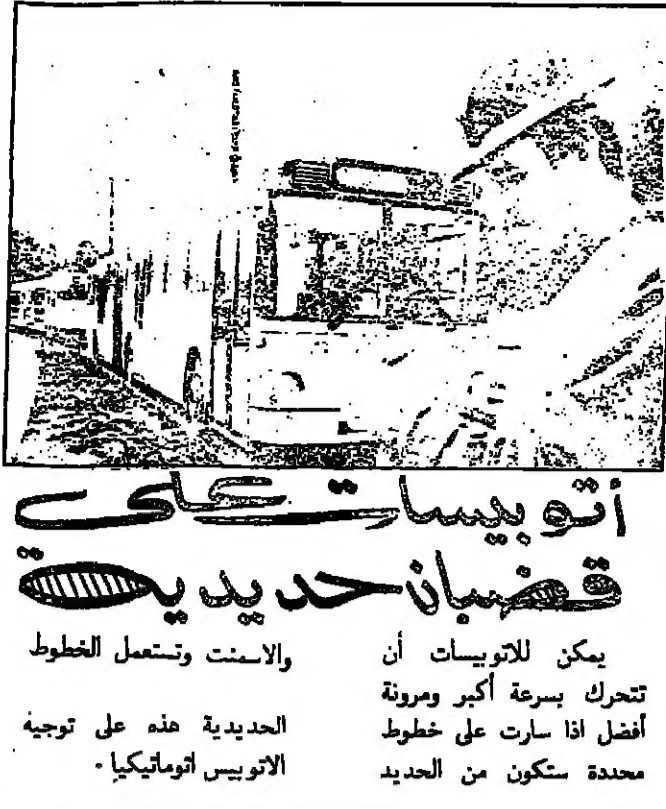 أتوبيسات على
قضبان حديدية
يمكن للاتوبيسات أن
تتحرك بسرعة أكبر ومرونة
أفضل اذا سارت على خطوط
محددة ستكون من الحديد
والاسمنت وتستعمل الخطوط
الحديدية هذه على توجيه
الاتوبيس اتوماتيكيا .